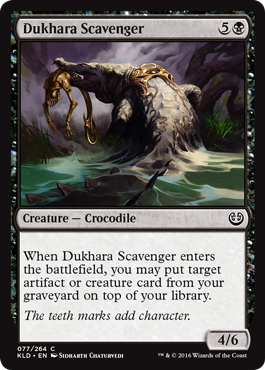 Dukhara Scavenger 5
Creature — Crocodile
When Dukhara Scavenger enters
the battlefield, you may put target
artifact or creature card from your
graveyard on top of your library.
The teeth marks add character.
4/6
077/264 C
KLD • EN Sidharth Chaturvedi
™ & © 2016 Wizards of the Coast